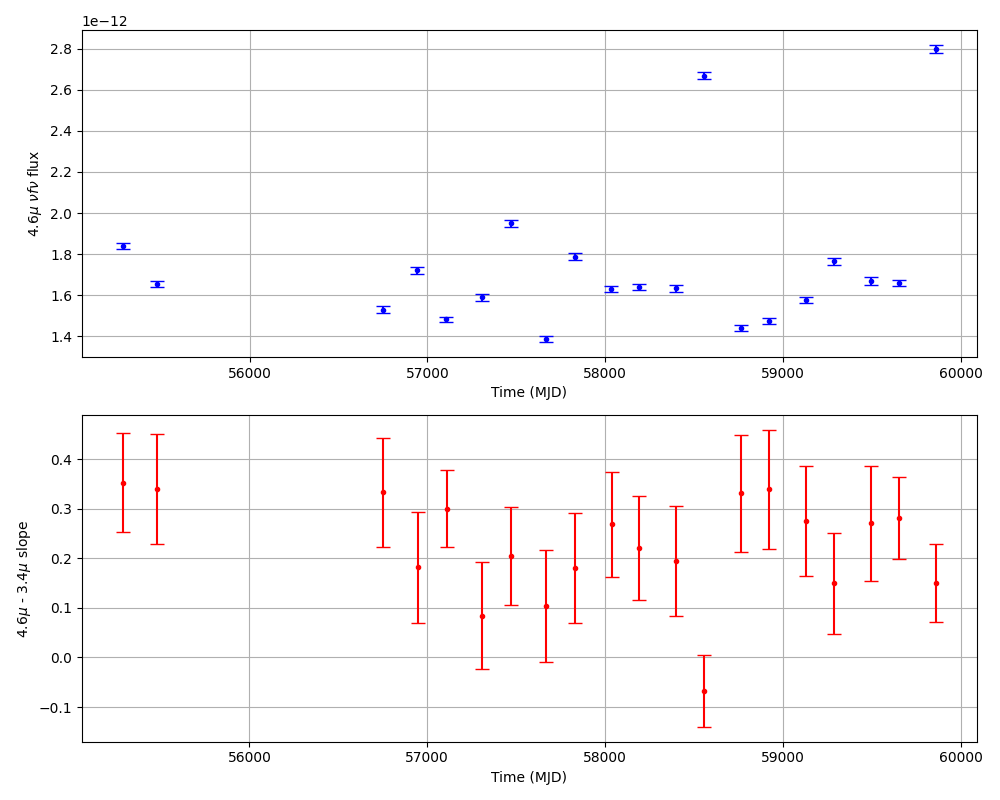 1e−12
2.8
2.6
2.4
2.2
2.0
1.8
1.6
1.4
4.6μ νfν flux
56000 57000 58000 59000 60000
Time (MJD)
0.4
0.3
0.2
0.1
0.0
−0.1
4.6μ - 3.4μ slope
56000 57000 58000 59000 60000
Time (MJD)